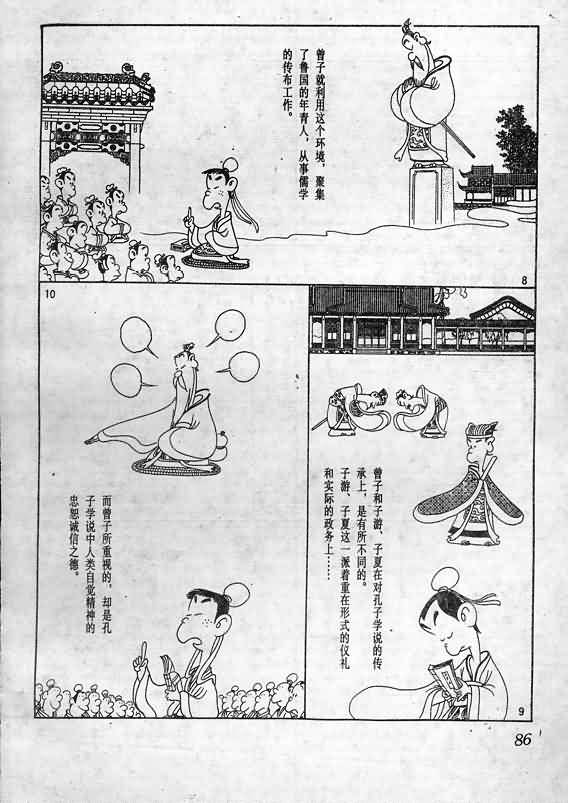 曾子就利用这个环境，聚集
了鲁国的年青人，从事儒学
的传布工作。
8
曾子和子游、子夏在对孔子学说的传
承上，是有所不同的。
子游、子夏这一派着重在形式的仪礼
和实际的政务上……
9
10
而曾子所重视的，却是孔
子学说中人类自觉精神的
忠恕诚信之德。
86